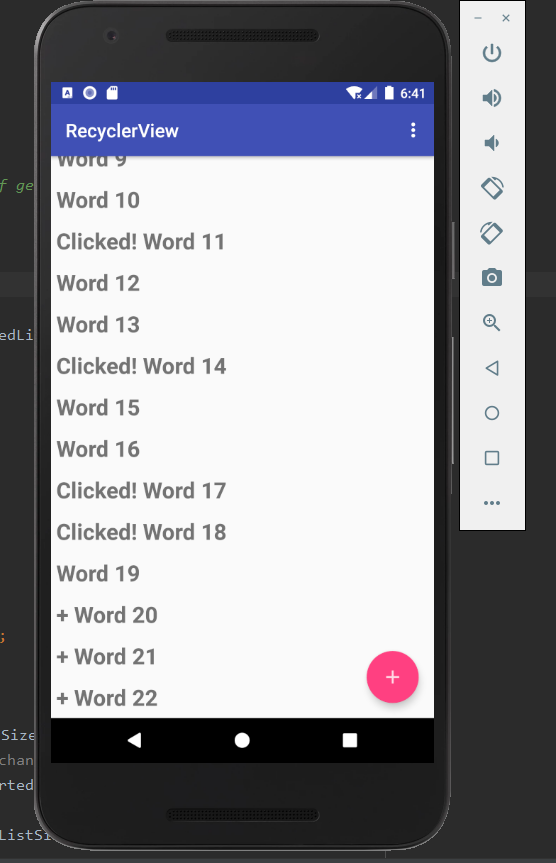 6:41
RecyclerView
Word 9
f ge
Word 10
Clicked! Word 11
Word 12
Word 13
edLi
Clicked! Word 14
Word 15
Word 16
Clicked! Word 17
Clicked! Word 18
Word 19
+ Word 20
;
+ Word 21
+ Word 22
Size
chan
rted
ListSi